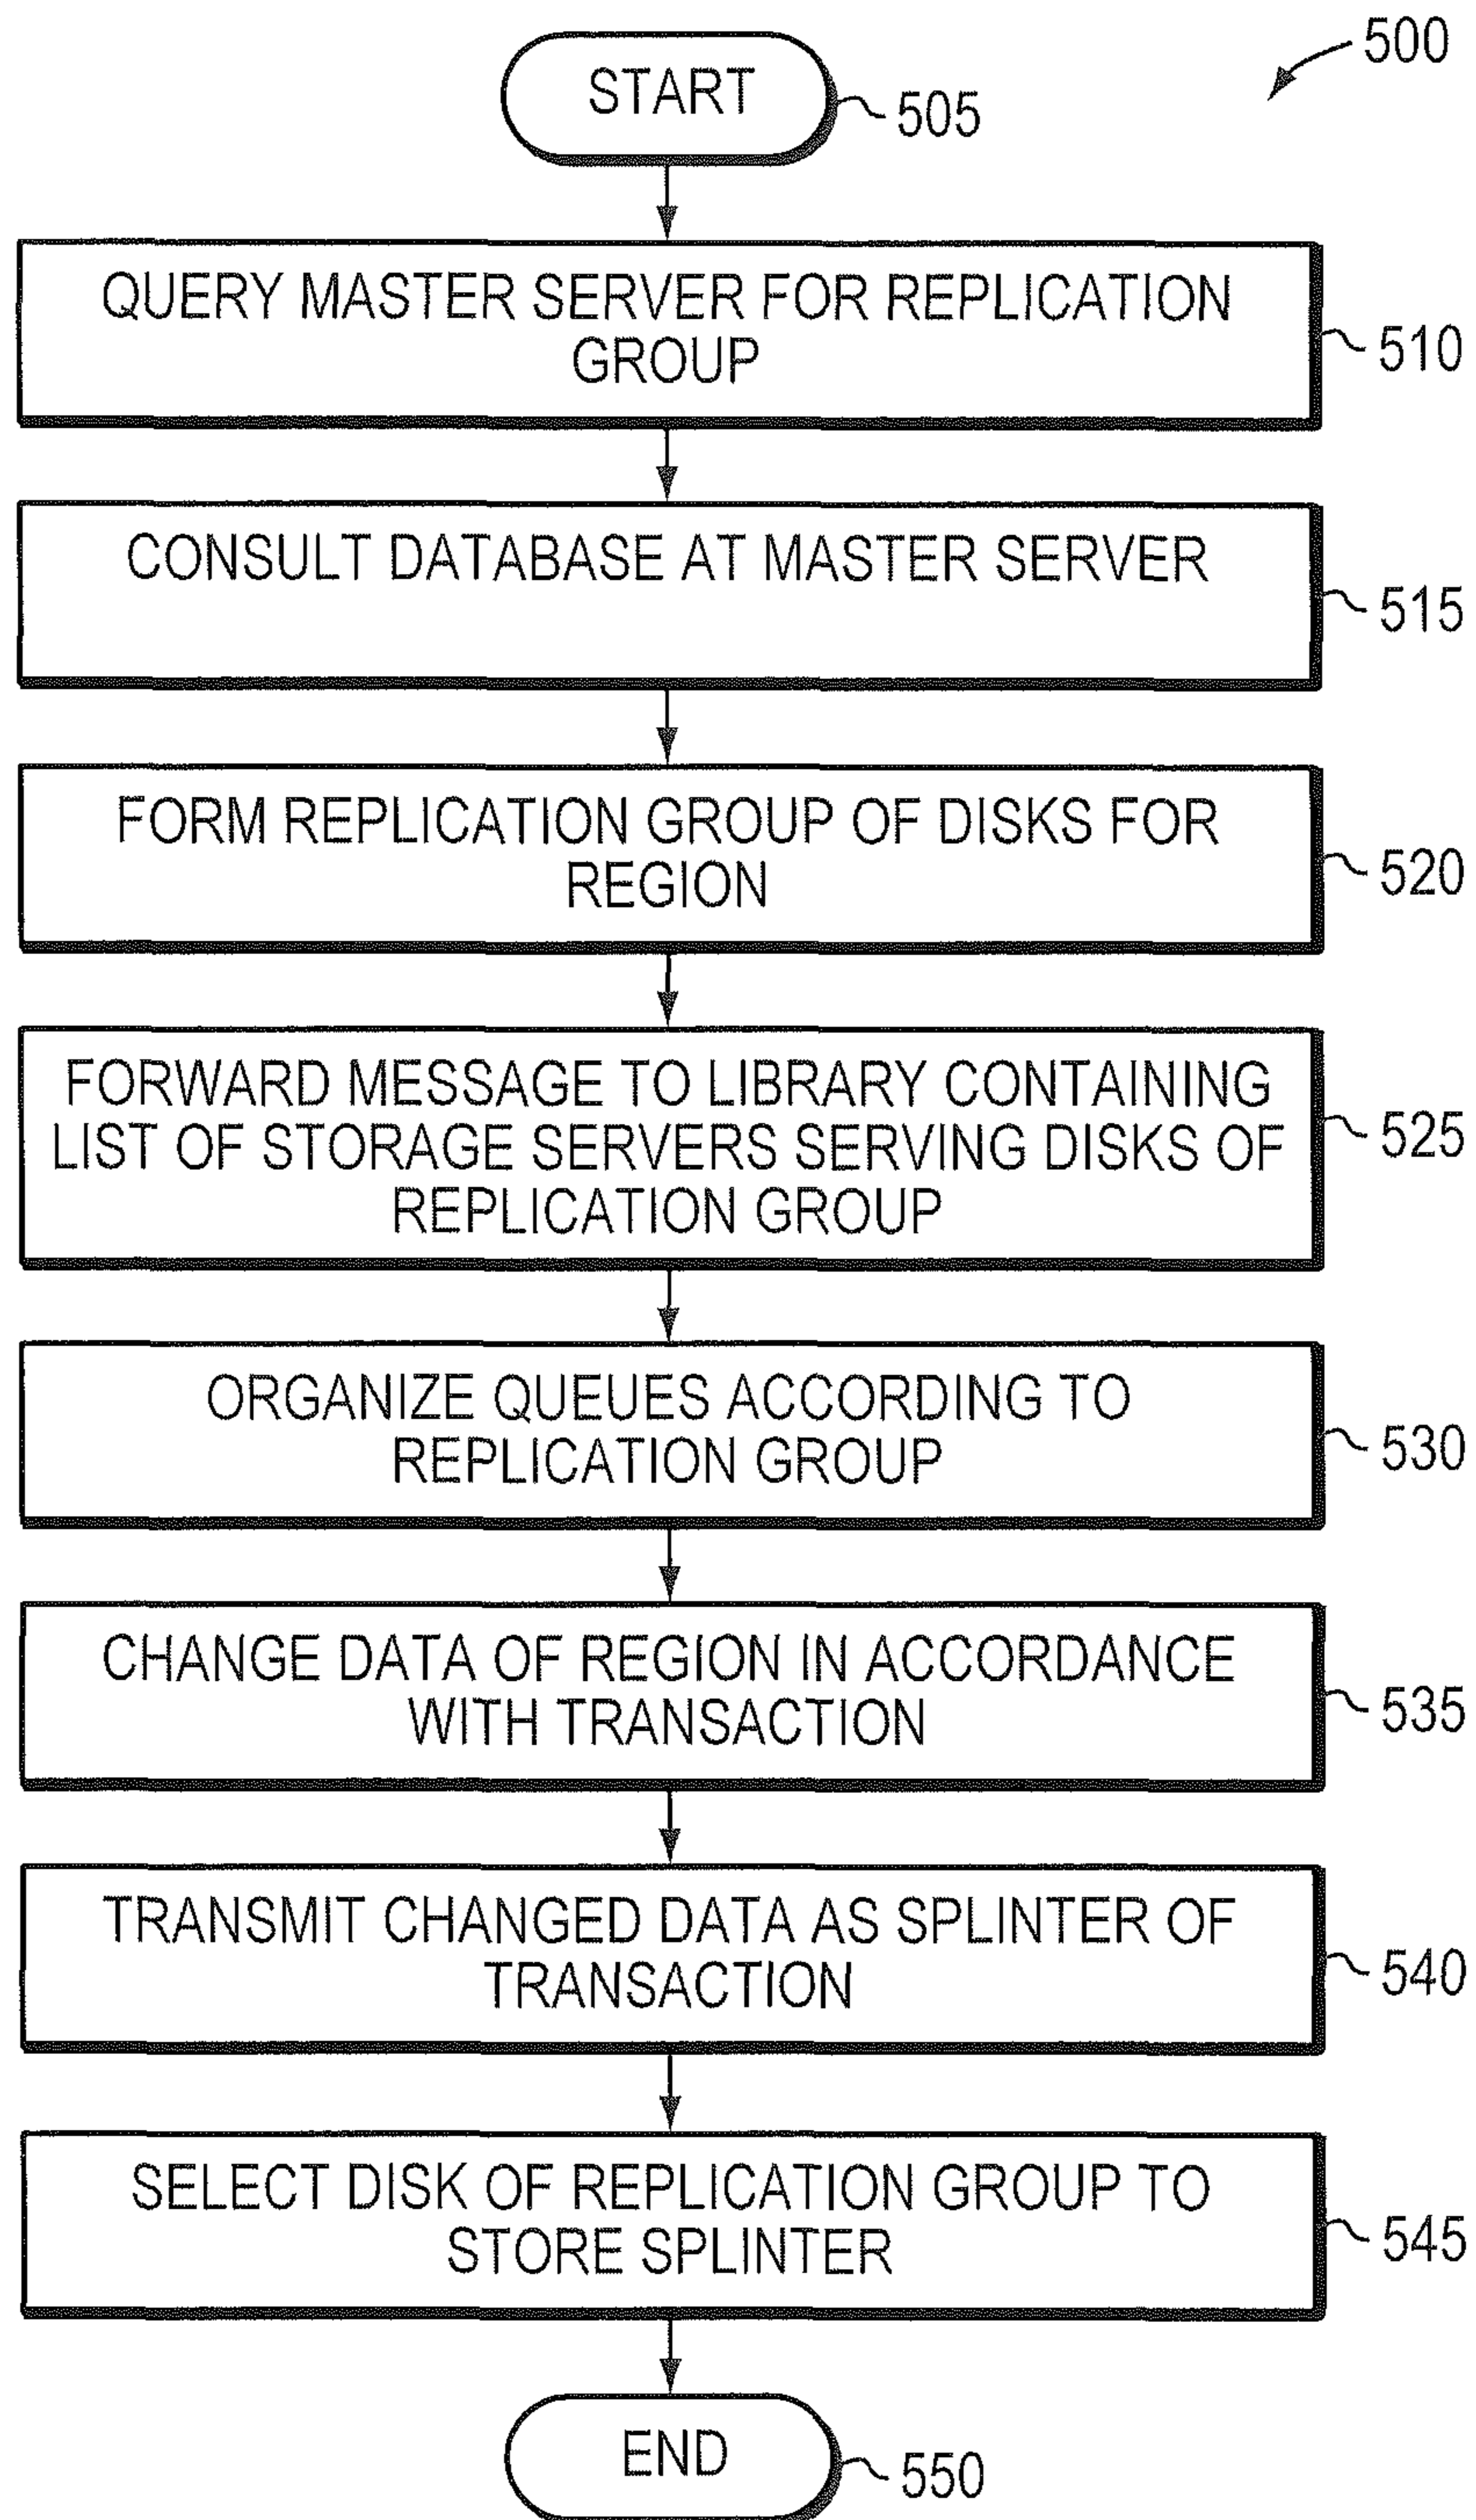 500
START
505
QUERY MASTER SERVER FOR REPLICATION
GROUP
510
CONSULT DATABASE AT MASTER SERVER
515
FORM REPLICATION GROUP OF DISKS FOR
REGION
520
FORWARD MESSAGE TO LIBRARY CONTAINING
LIST OF STORAGE SERVERS SERVING DISKS OF
REPLICATION GROUP
525
ORGANIZE QUEUES ACCORDING TO
REPLICATION GROUP
530
CHANGE DATA OF REGION IN ACCORDANCE
WITH TRANSACTION
535
TRANSMIT CHANGED DATA AS SPLINTER OF
TRANSACTION
540
SELECT DISK OF REPLICATION GROUP TO
STORE SPLINTER
545
END
550